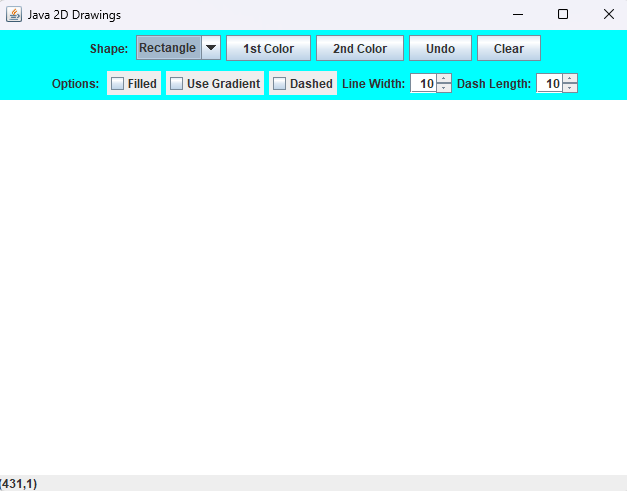 Java 2D Drawings
Shape: Rectangle 1st Color 2nd Color Undo Clear
Options: Filled Use Gradient Dashed Line Width: 10 Dash Length: 10
(431,1)